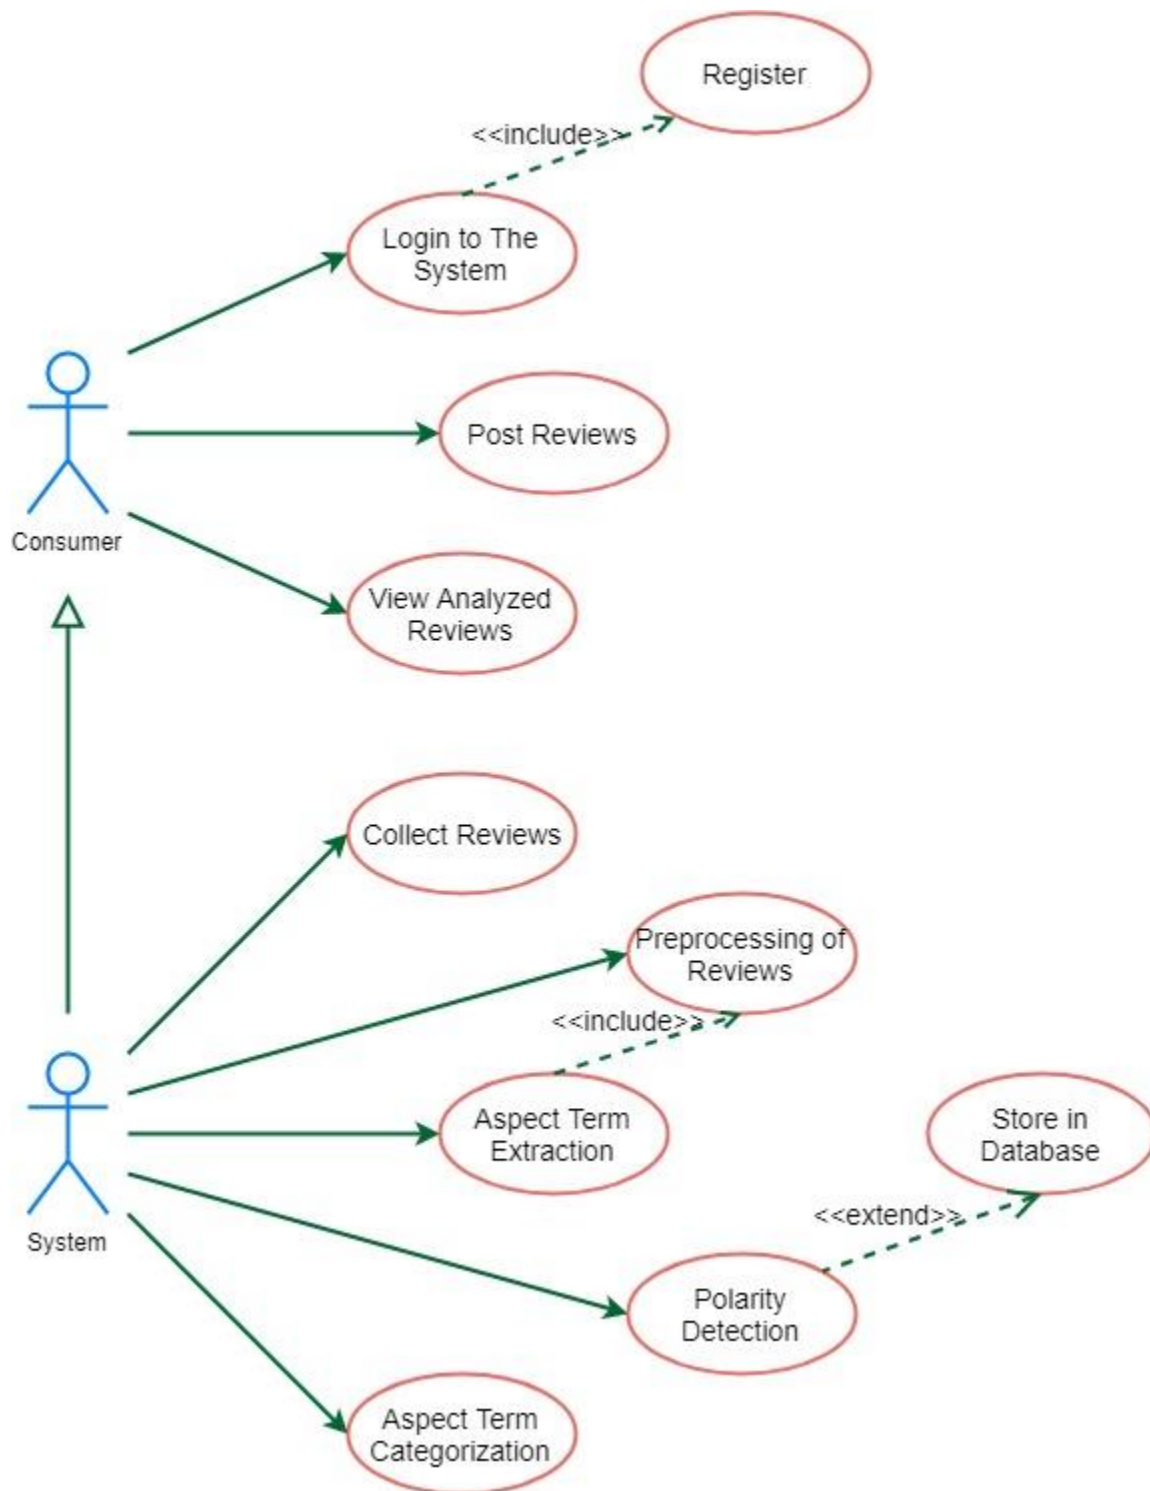 Register
<<include>>
Login to The
System
Post Reviews
Consumer
View Analyzed
Reviews
Collect Reviews
Preprocessing of
Reviews
<<include>>
Aspect Term
Extraction
Store in
Database
<<extend>>
System
Polarity
Detection
Aspect Term
Categorization